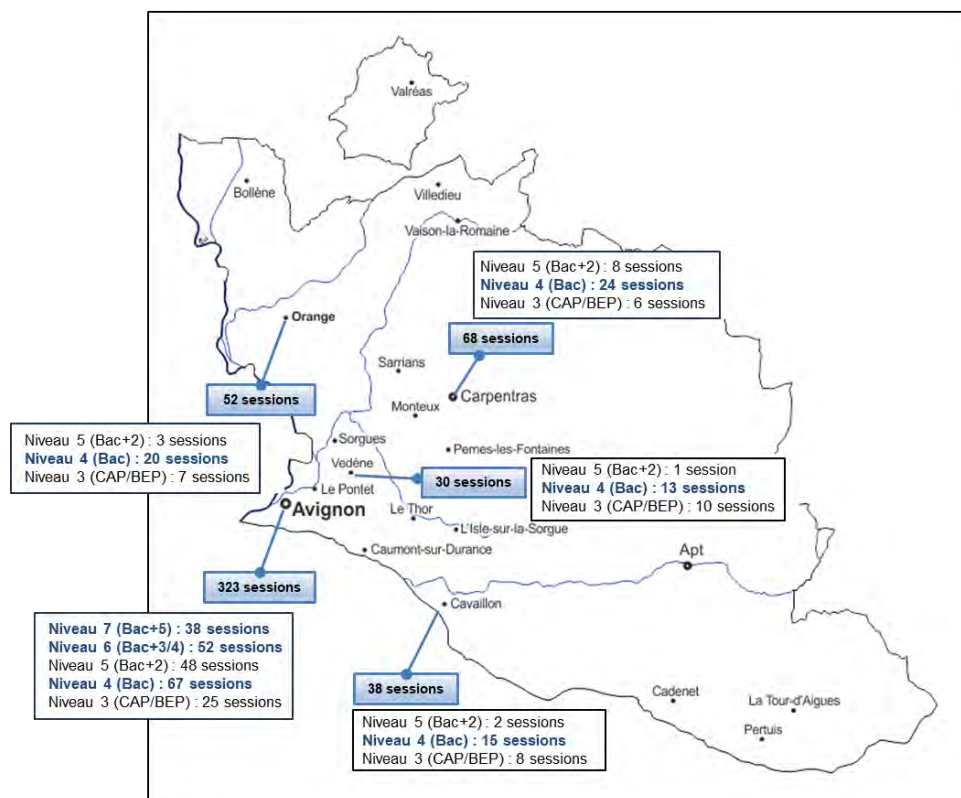 Valréas
Bollène
Villedieu
Vaison-la-Romaine
Niveau 5 (Bac+2) : 8 sessions
Niveau 4 (Bac) : 24 sessions
Niveau 3 (CAP/BEP) : 6 sessions
Orange
68 sessions
Sarrians
52 sessions
Carpentras
Monteux
Niveau 5 (Bac+2) : 3 sessions
Niveau 4 (Bac) : 20 sessions
Niveau 3 (CAP/BEP) : 7 sessions
Sorgues
Pernes-les-Fontaines
Vedène
30 sessions
Niveau 5 (Bac+2) : 1 session
Niveau 4 (Bac) : 13 sessions
Niveau 3 (CAP/BEP) : 10 sessions
Le Pontet
Avignon
Le Thor
L'Isle-sur-la-Sorgue
Caumont-sur-Durance
Apt
323 sessions
Cavaillon
Niveau 7 (Bac+5) : 38 sessions
Niveau 6 (Bac+3/4) : 52 sessions
Niveau 5 (Bac+2) : 48 sessions
Niveau 4 (Bac) : 67 sessions
Niveau 3 (CAP/BEP) : 25 sessions
38 sessions
Niveau 5 (Bac+2) : 2 sessions
Niveau 4 (Bac) : 15 sessions
Niveau 3 (CAP/BEP) : 8 sessions
Cadenet
La Tour-d'Aigues
Pertuis